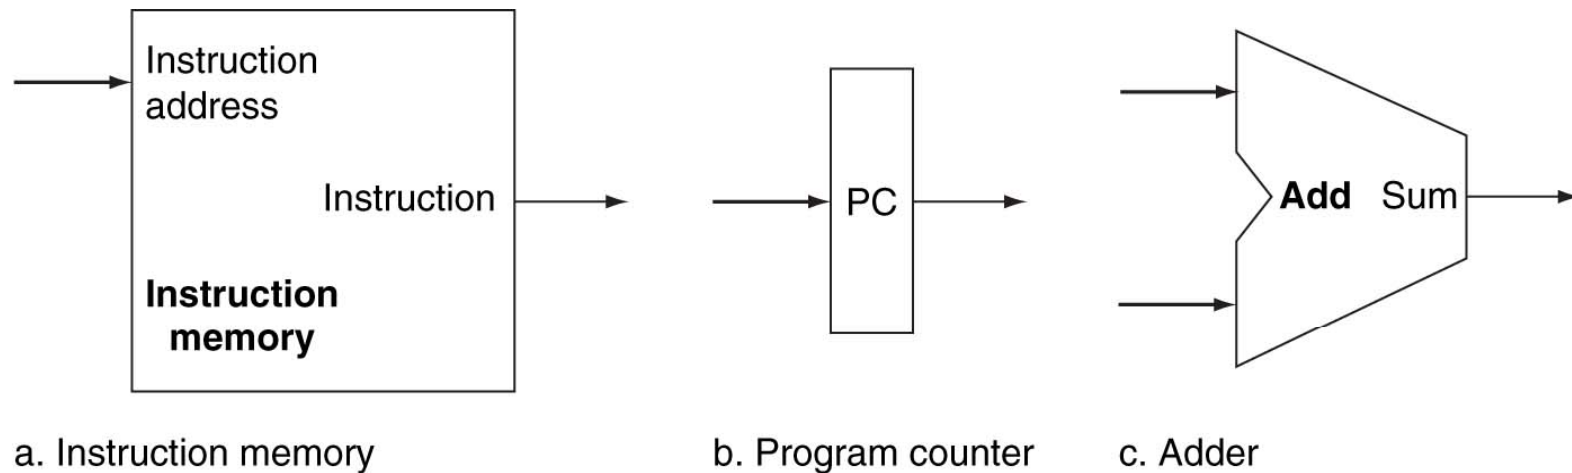 Instruction
address
Instruction
Instruction
memory
PC
Add Sum
a. Instruction memory
b. Program counter
c. Adder